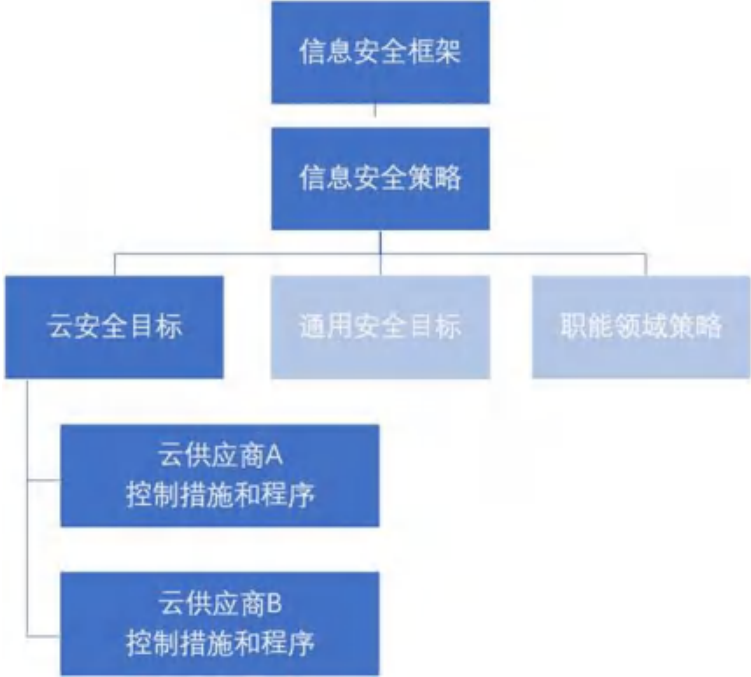 信息安全框架
信息安全策略
云安全目标
通用安全目标
职能领域策略
云供应商A
控制措施和程序
云供应商B
控制措施和程序